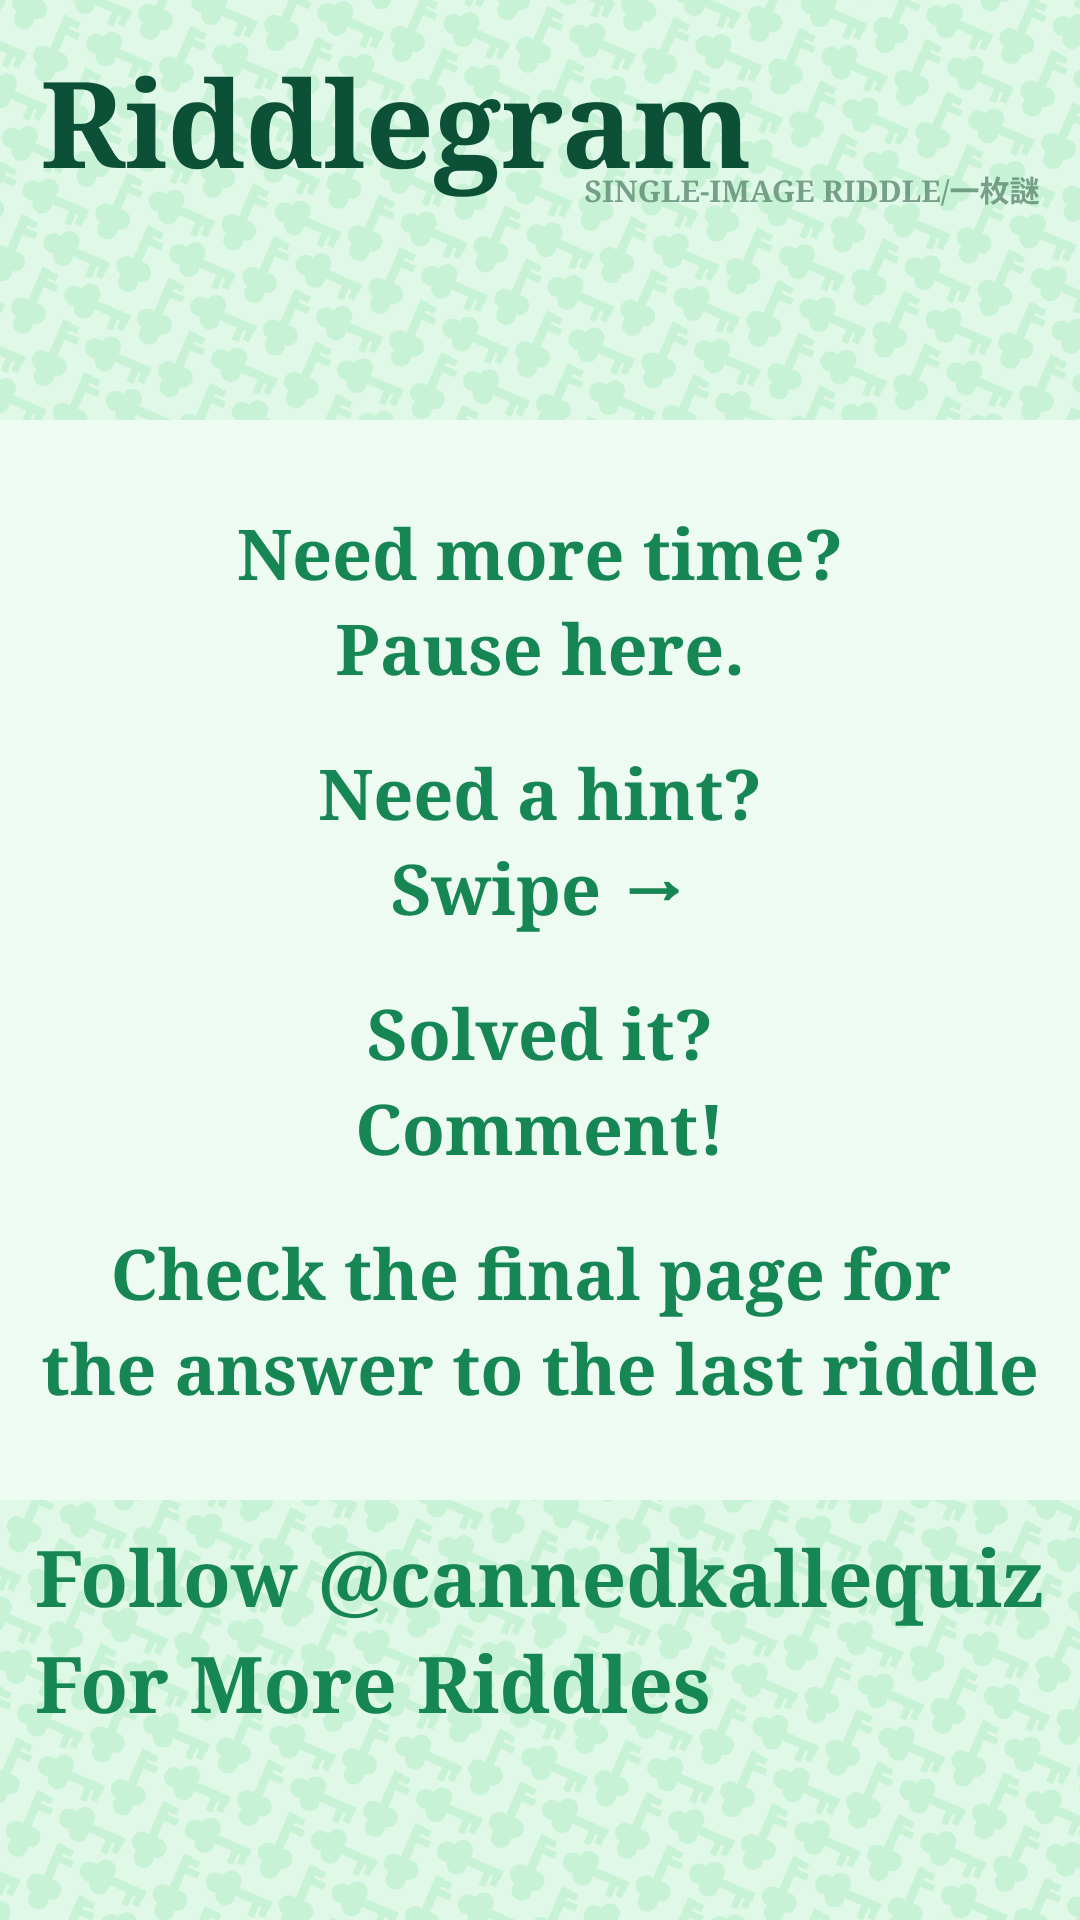 Riddlegram
SINGLE-IMAGE RIDDLE/一枚謎
Need more time?
Pause here.
Need a hint?
Swipe →
Solved it?
Comment!
Check the final page for
the answer to the last riddle
Follow @cannedkallequiz
For More Riddles